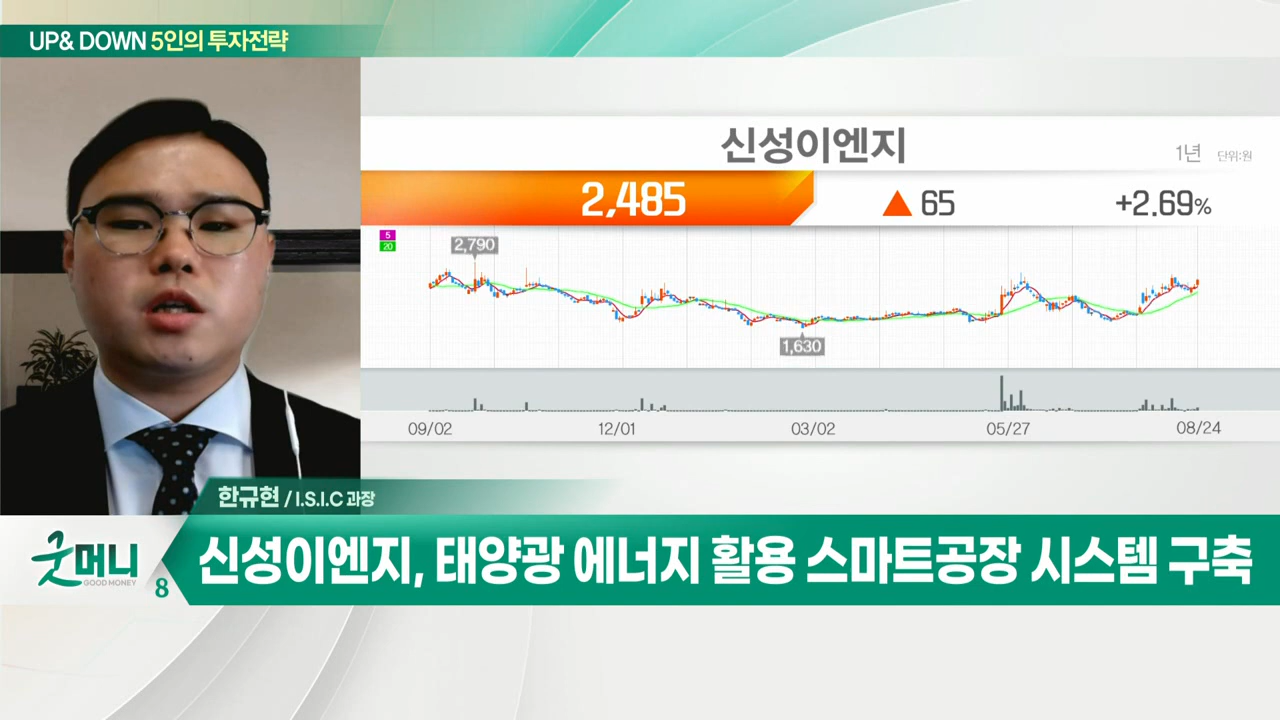 UP& DOWN 5인의 투자전략
신성이엔지
1년 단위:원
2,485 ▲ 65 +2.69%
5
20
2,790
1,630
09/02 12/01 03/02 05/27 08/24
한규현 / I.S.I.C 과장
굿머니
GOOD MONEY
8
신성이엔지, 태양광 에너지 활용 스마트공장 시스템 구축